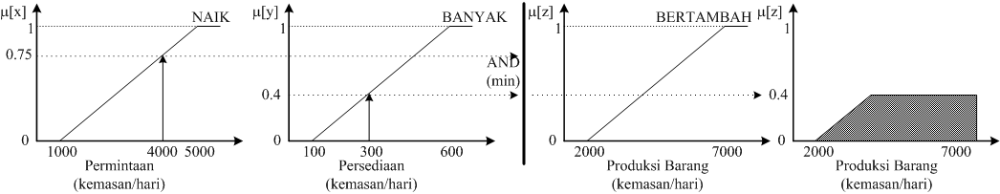 μ[x]
NAIK
1
0.75
0
1000
4000
5000
Permintaan
(kemasan/hari)
μ[y]
BANYAK
1
0.4
0
100
300
600
Persediaan
(kemasan/hari)
AND
(min)
μ[z]
BERTAMBAH
1
0
2000
7000
Produksi Barang
(kemasan/hari)
μ[z]
1
0.4
0
2000
7000
Produksi Barang
(kemasan/hari)